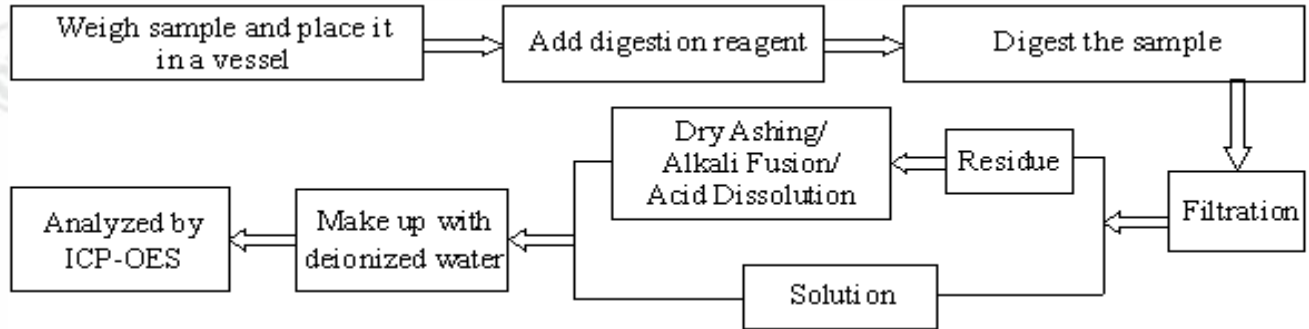 Weigh sample and place it
in a vessel
Add digestion reagent
Digest the sample
Filtration
Residue
Dry Ashing/
Alkali Fusion/
Acid Dissolution
Solution
Make up with
deionized water
Analyzed by
ICP-OES